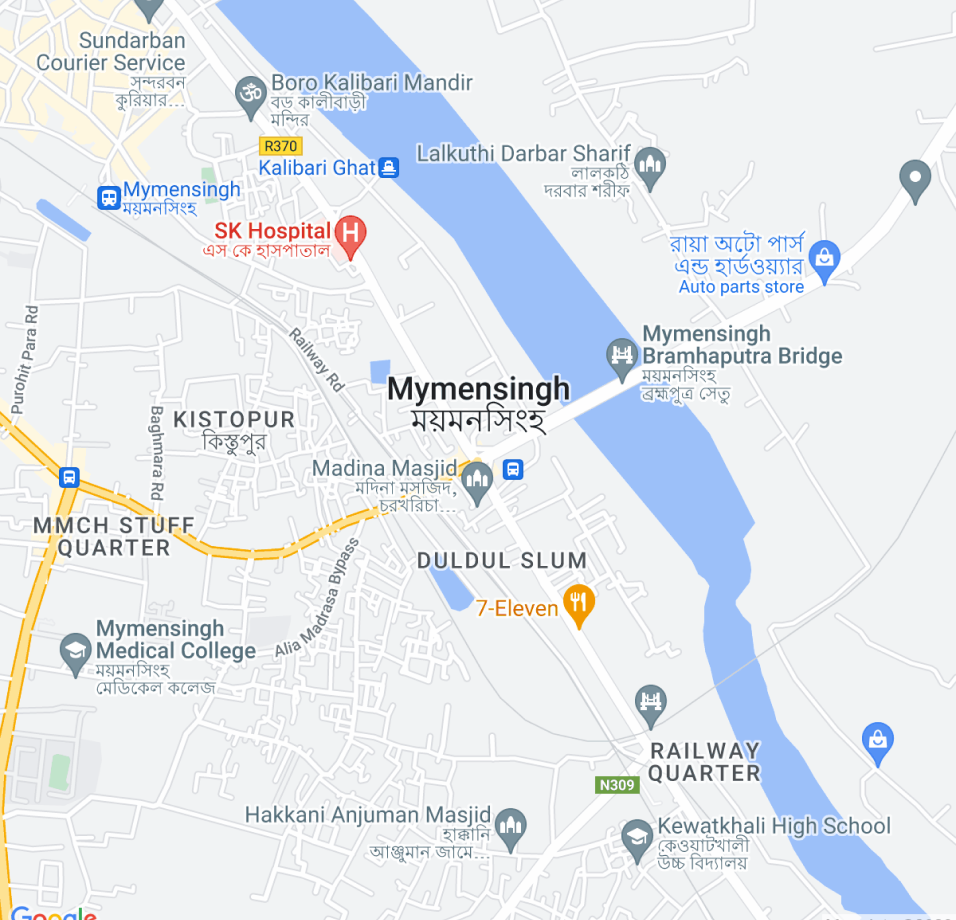 Sundarban
Courier Service
সুন্দরবন
কুরিয়ার...
Boro Kalibari Mandir
বড কালীবাড়ী
মন্দির
R370
Kalibari Ghat
Lalkuthi Darbar Sharif
লালকঠি
দরবার শরীফ
Mymensingh
ময়মনসিংহ
SK Hospital
এস কে হাসপাতাল
রায়া অটো পার্স
এন্ড হার্ডওয়্যার
Auto parts store
Purohit Para Rd
Railway Rd
Mymensingh
Bramhaputra Bridge
ময়মনসিংহ
ব্রহ্মপুত্র সেতু
Mymensingh
ময়মনসিংহ
KISTOPUR
কিস্তুপুর
Baghmara Rd
Madina Masjid
মদিনা মসজিদ,
চরখরিচা...
MMCH STUFF
QUARTER
DULDUL SLUM
Alia Madrasa Bypass
7-Eleven
Mymensingh
Medical College
ময়মনসিংহ
মেডিকেল কলেজ
RAILWAY
QUARTER
N309
Hakkani Anjuman Masjid
হাক্কানি
আঞ্জুমান জামে...
Kewatkhali High School
কেওয়াটখালী
উচ্চ বিদ্যালয়
Google